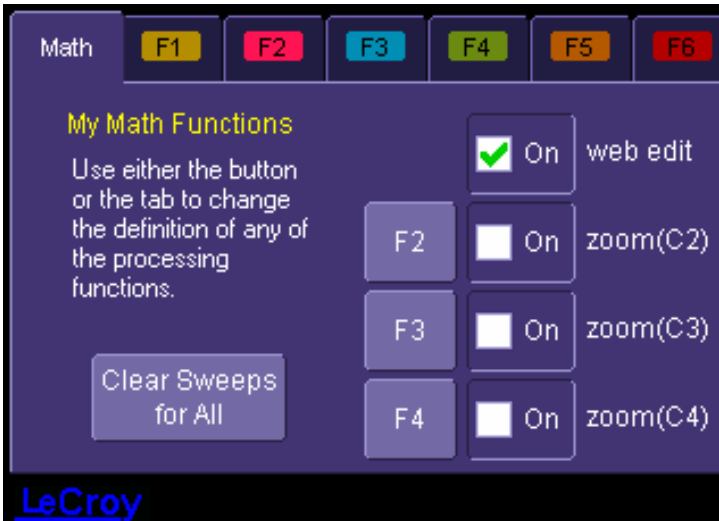 Math F1 F2 F3 F4 F5 F6
My Math Functions
Use either the button
or the tab to change
the definition of any of
the processing
functions.
Clear Sweeps
for All
On web edit
F2 On zoom(C2)
F3 On zoom(C3)
F4 On zoom(C4)
LeCroy